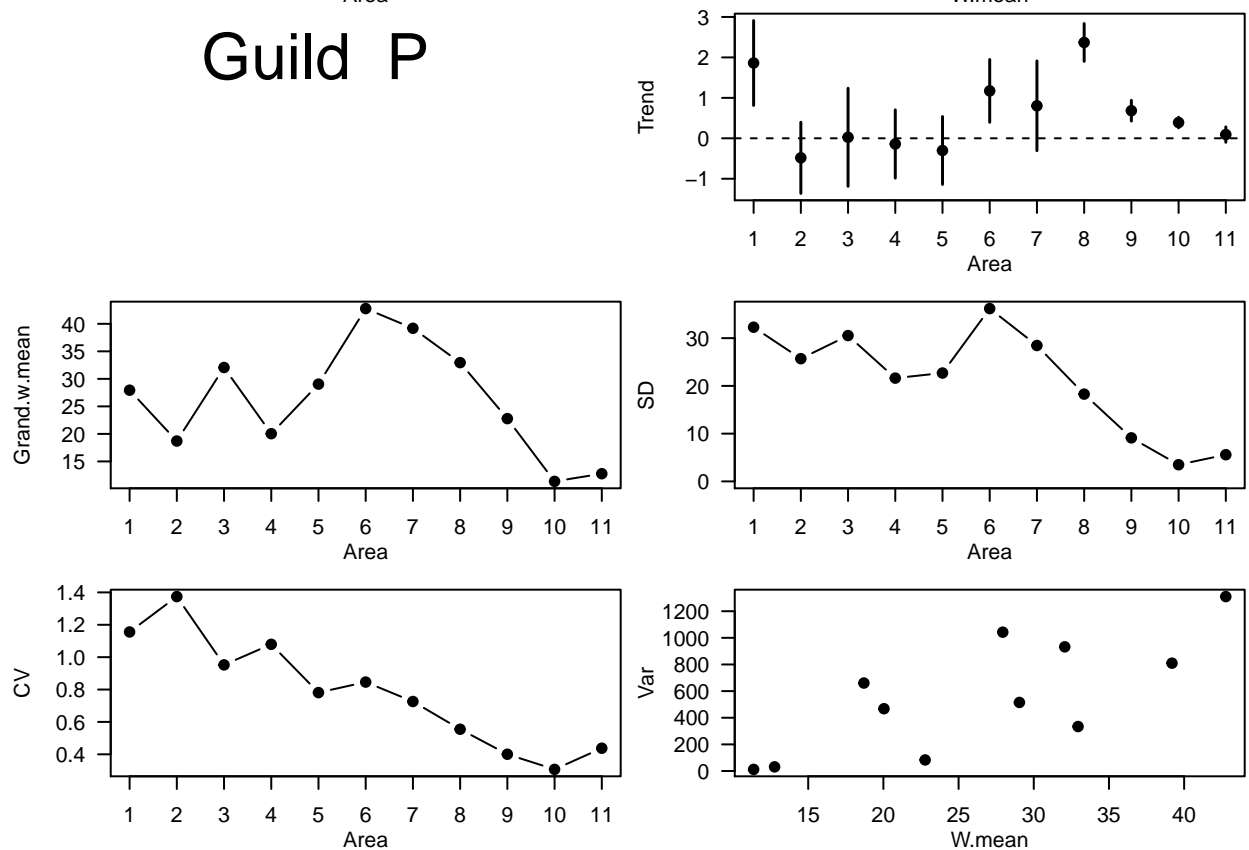 Area
W.mean
Guild P
Trend
3
2
1
0
−1
1 2 3 4 5 6 7 8 9 10 11
Area
Grand.w.mean
40
35
30
25
20
15
1 2 3 4 5 6 7 8 9 10 11
Area
SD
30
20
10
0
1 2 3 4 5 6 7 8 9 10 11
Area
CV
1.4
1.2
1.0
0.8
0.6
0.4
1 2 3 4 5 6 7 8 9 10 11
Area
Var
1200
1000
800
600
400
200
0
15 20 25 30 35 40
W.mean